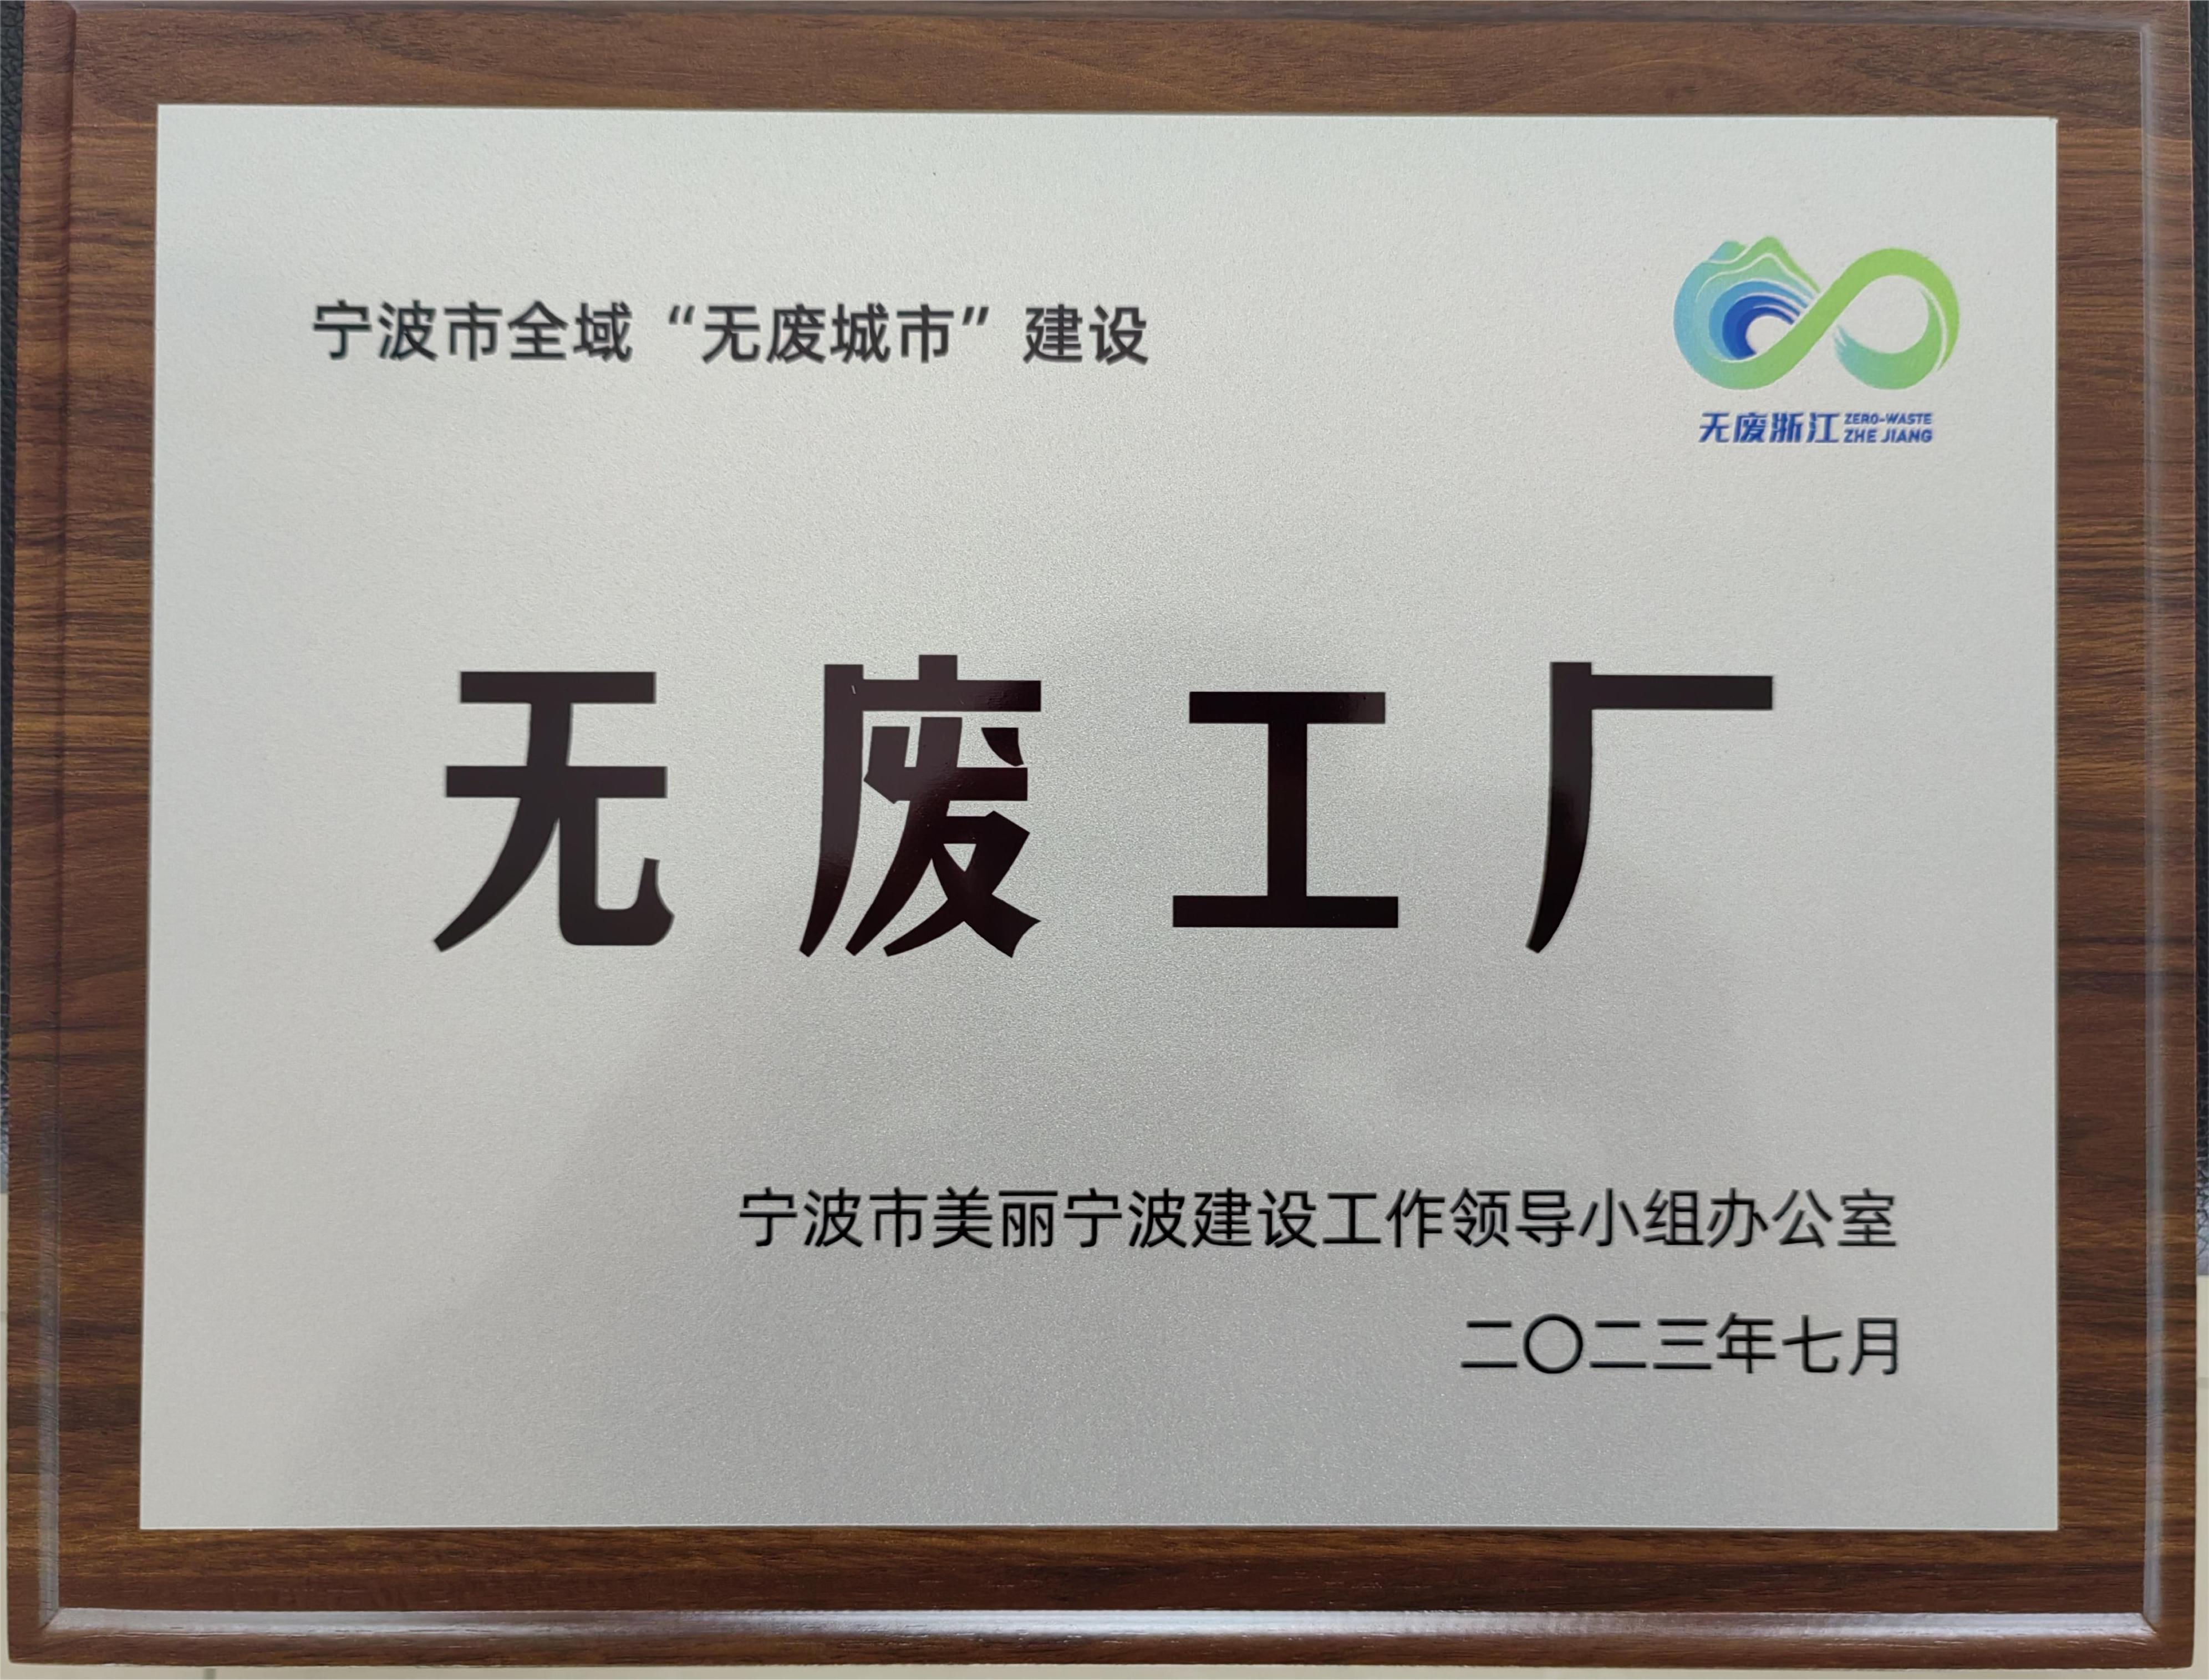 宁波市全域“无废城市”建设
无废浙江 ZERO-WASTE
ZHE JIANG
无废工厂
宁波市美丽宁波建设工作领导小组办公室
二〇二三年七月